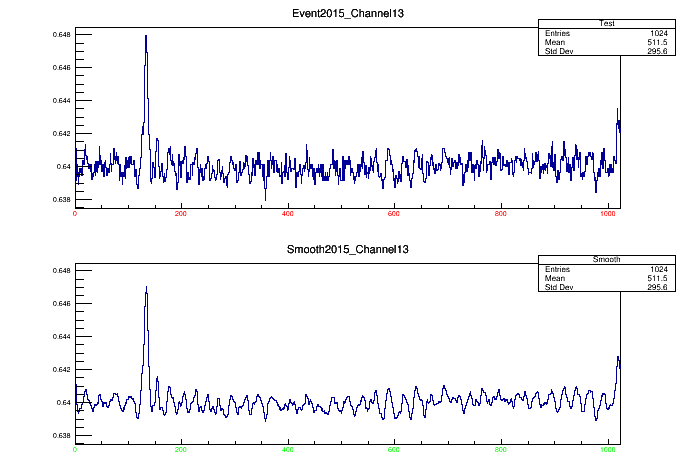 Event2015_Channel13
Test
Entries 1024
Mean 511.5
Std Dev 295.6
0.648
0.646
0.644
0.642
0.64
0.638
0 200 400 600 800 1000
Smooth2015_Channel13
Smooth
Entries 1024
Mean 511.5
Std Dev 295.6
0.648
0.646
0.644
0.642
0.64
0.638
0 200 400 600 800 1000